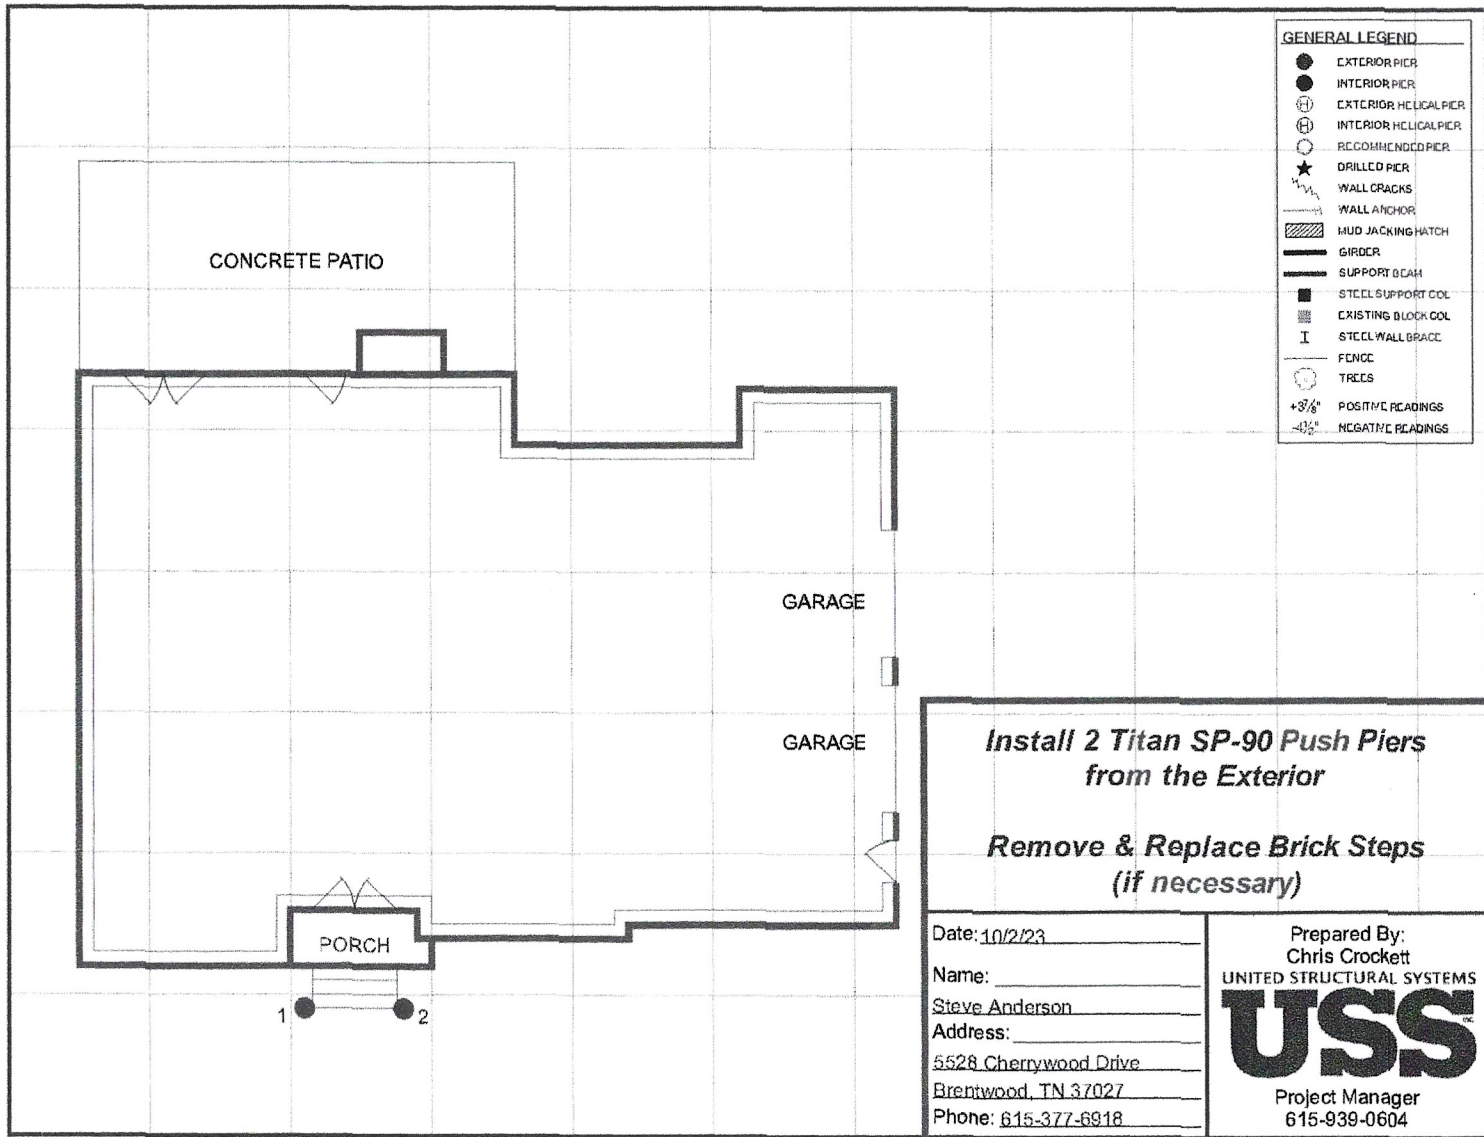 GENERAL LEGEND
EXTERIOR PIER
INTERIOR PIER
H EXTERIOR HELICAL PIER
H INTERIOR HELICAL PIER
RECOMMENDED PIER
DRILLED PIER
WALL CRACKS
WALL ANCHOR
MUD JACKING HATCH
GIRDER
SUPPORT BEAM
STEEL SUPPORT COL
EXISTING BLOCK COL
STEEL WALL BRACE
FENCE
TREES
+3⅞" POSITIVE READINGS
NEGATIVE READINGS
CONCRETE PATIO
GARAGE
GARAGE
PORCH
1
2
Install 2 Titan SP-90 Push Piers
from the Exterior
Remove & Replace Brick Steps
(if necessary)
Date: 10/2/23
Name:
Steve Anderson
Address:
5528 Cherrywood Drive
Brentwood, TN 37027
Phone: 615-377-6918
Prepared By:
Chris Crockett
UNITED STRUCTURAL SYSTEMS
USS
INC.
Project Manager
615-939-0604